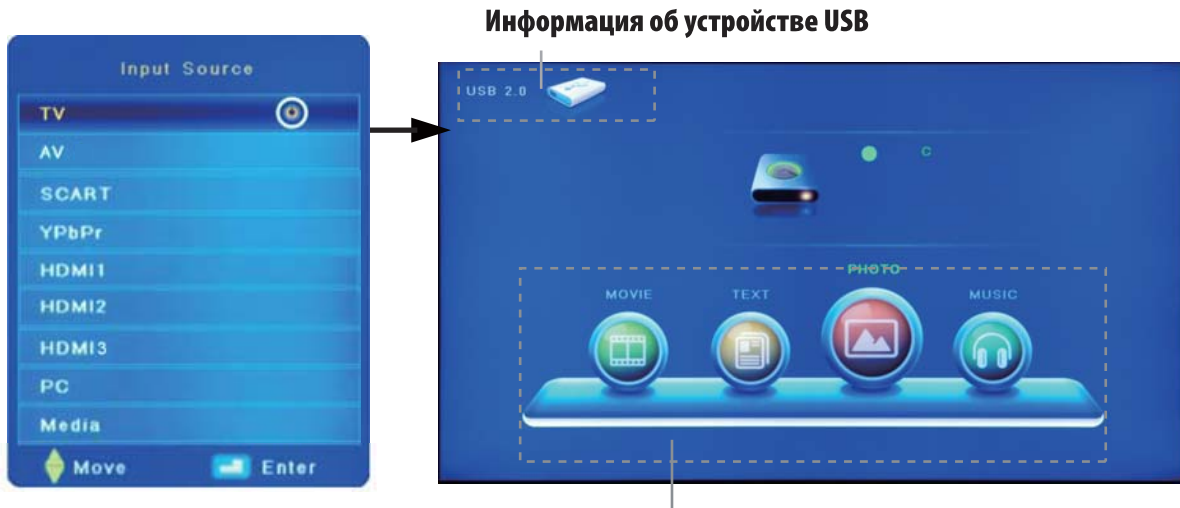 Информация об устройстве USB
Input Source
TV
AV
SCART
YPbPr
HDMI1
HDMI2
HDMI3
PC
Media
Move Enter
USB 2.0
C
PHOTO
MOVIE TEXT MUSIC